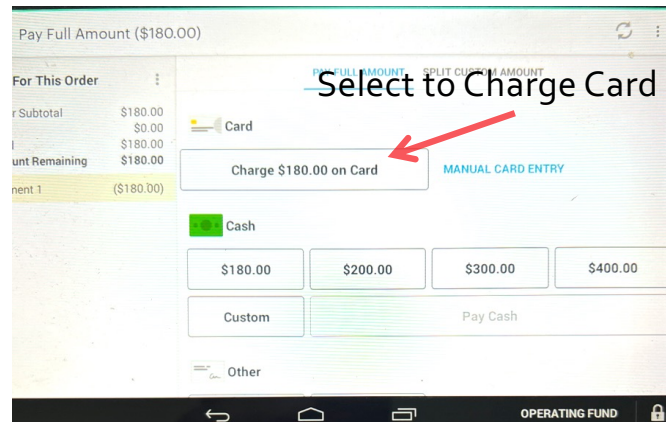 Pay Full Amount ($180.00)
For This Order
PAY FULL AMOUNT SPLIT CUSTOM AMOUNT
Select to Charge Card
r Subtotal $180.00
$0.00
$180.00
unt Remaining $180.00
nent 1 ($180.00)
Card
Charge $180.00 on Card MANUAL CARD ENTRY
Cash
$180.00 $200.00 $300.00 $400.00
Custom Pay Cash
Other
OPERATING FUND